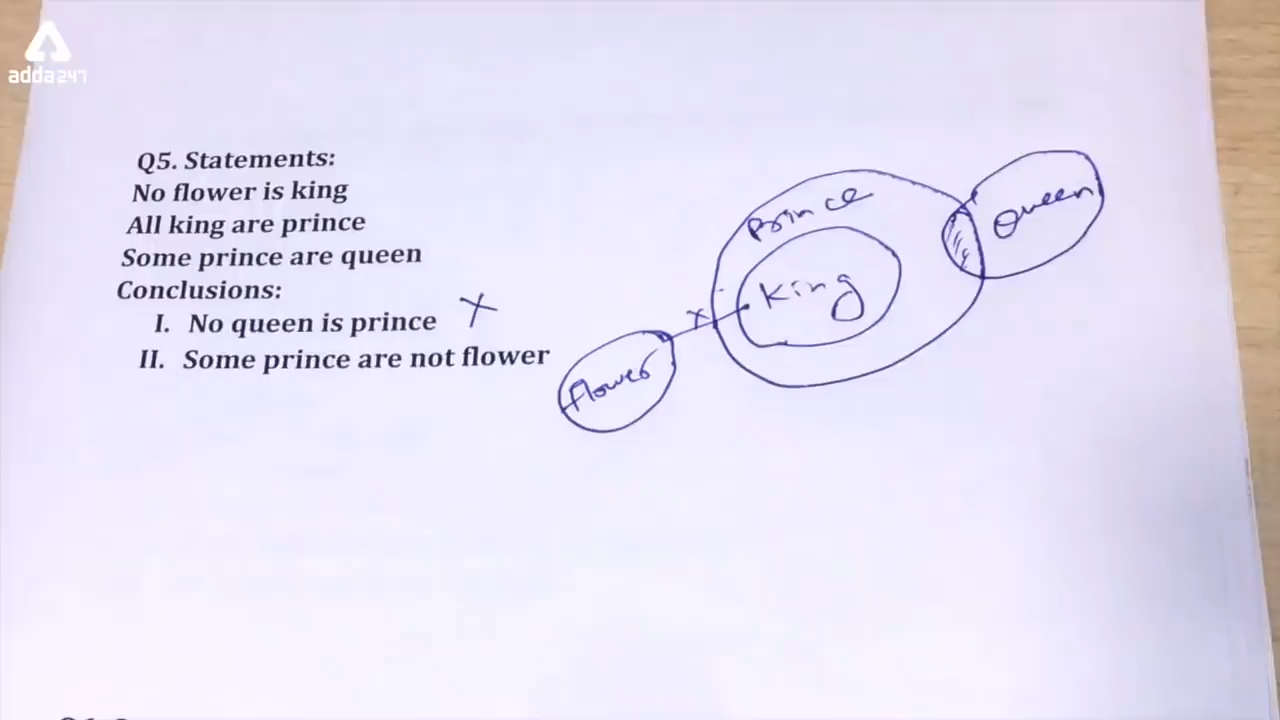 adda247
Q5. Statements:
No flower is king
All king are prince
Some prince are queen
Conclusions:
I. No queen is prince ×
II. Some prince are not flower
Prince
King
Queen
flower
×